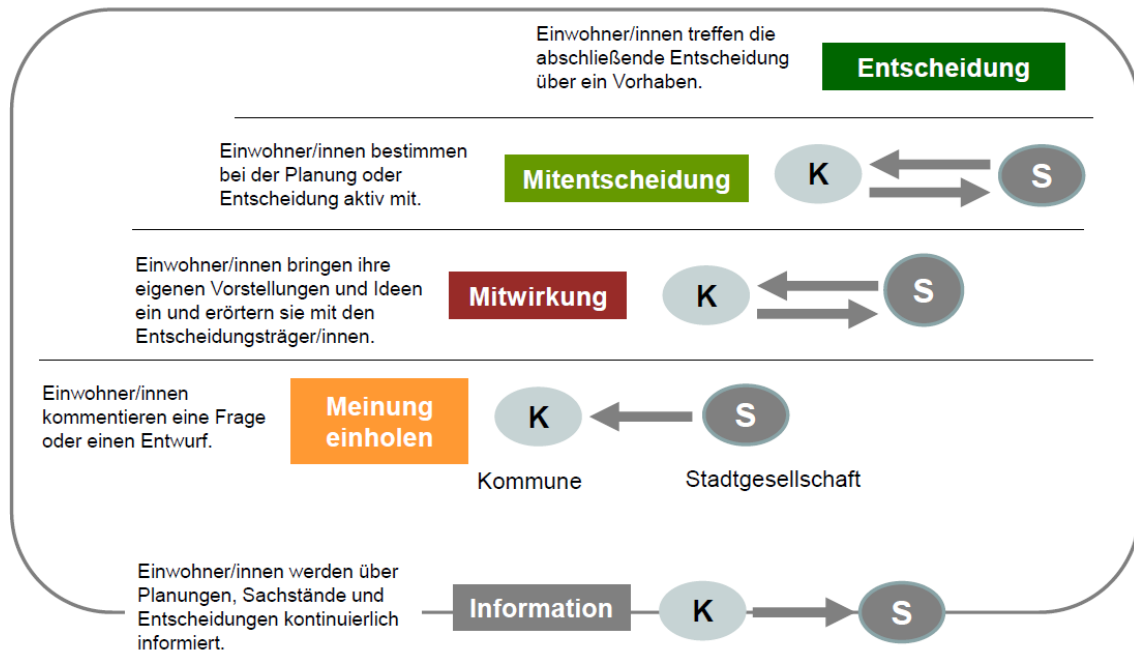 Einwohner/innen treffen die
abschließende Entscheidung
über ein Vorhaben.
Entscheidung
Einwohner/innen bestimmen
bei der Planung oder
Entscheidung aktiv mit.
Mitentscheidung
K
S
Einwohner/innen bringen ihre
eigenen Vorstellungen und Ideen
ein und erörtern sie mit den
Entscheidungsträger/innen.
Mitwirkung
K
S
Einwohner/innen
kommentieren eine Frage
oder einen Entwurf.
Meinung
einholen
K
S
Kommune
Stadtgesellschaft
Einwohner/innen werden über
Planungen, Sachstände und
Entscheidungen kontinuierlich
informiert.
Information
K
S